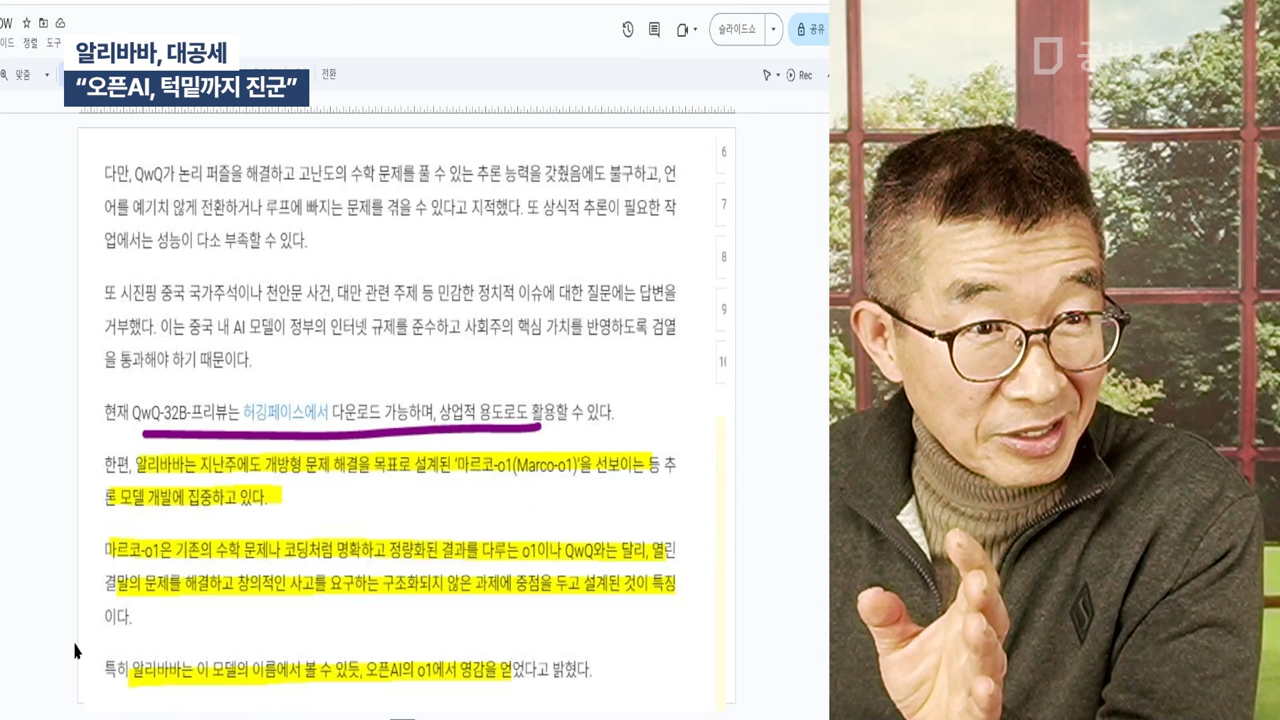 슬라이드쇼
공유
정렬 도구
맞춤
전환
Rec
알리바바, 대공세
“오픈AI, 턱밑까지 진군”
다만, QwQ가 논리 퍼즐을 해결하고 고난도의 수학 문제를 풀 수 있는 추론 능력을 갖췄음에도 불구하고, 언
어를 예기치 않게 전환하거나 루프에 빠지는 문제를 겪을 수 있다고 지적했다. 또 상식적 추론이 필요한 작
업에서는 성능이 다소 부족할 수 있다.
또 시진핑 중국 국가주석이나 천안문 사건, 대만 관련 주제 등 민감한 정치적 이슈에 대한 질문에는 답변을
거부했다. 이는 중국 내 AI 모델이 정부의 인터넷 규제를 준수하고 사회주의 핵심 가치를 반영하도록 검열
을 통과해야 하기 때문이다.
현재 QwQ-32B-프리뷰는 허깅페이스에서 다운로드 가능하며, 상업적 용도로도 활용할 수 있다.
한편, 알리바바는 지난주에도 개방형 문제 해결을 목표로 설계된 ‘마르코-o1(Marco-o1)’을 선보이는 등 추
론 모델 개발에 집중하고 있다.
마르코-o1은 기존의 수학 문제나 코딩처럼 명확하고 정량화된 결과를 다루는 o1이나 QwQ와는 달리, 열린
결말의 문제를 해결하고 창의적인 사고를 요구하는 구조화되지 않은 과제에 중점을 두고 설계된 것이 특징
이다.
특히 알리바바는 이 모델의 이름에서 볼 수 있듯, 오픈AI의 o1에서 영감을 얻었다고 밝혔다.
6
7
8
9